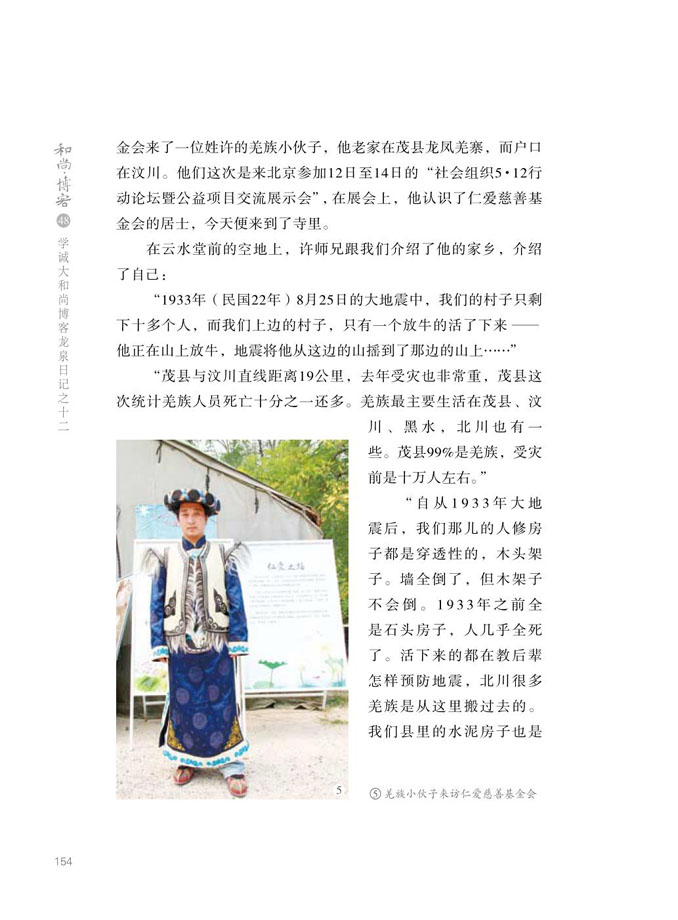 和尚·博客
48
学诚大和尚博客龙泉日记之十二
金会来了一位姓许的羌族小伙子，他老家在茂县龙凤羌寨，而户口
在汶川。他们这次是来北京参加12日至14日的“社会组织5·12行
动论坛暨公益项目交流展示会”，在展会上，他认识了仁爱慈善基
金会的居士，今天便来到了寺里。
在云水堂前的空地上，许师兄跟我们介绍了他的家乡，介绍
了自己：
“1933年（民国22年）8月25日的大地震中，我们的村子只剩
下十多个人，而我们上边的村子，只有一个放牛的活了下来——
他正在山上放牛，地震将他从这边的山摇到了那边的山上……”
“茂县与汶川直线距离19公里，去年受灾也非常重，茂县这
次统计羌族人员死亡十分之一还多。羌族最主要生活在茂县、汶
川、黑水，北川也有一
些。茂县99%是羌族，受灾
前是十万人左右。”
“自从1933年大地
震后，我们那儿的人修房
子都是穿透性的，木头架
子。墙全倒了，但木架子
不会倒。1933年之前全
是石头房子，人几乎全死
了。活下来的都在教后辈
怎样预防地震，北川很多
羌族是从这里搬过去的。
我们县里的水泥房子也是
仁爱之路
5
⑤ 羌族小伙子来访仁爱慈善基金会
154